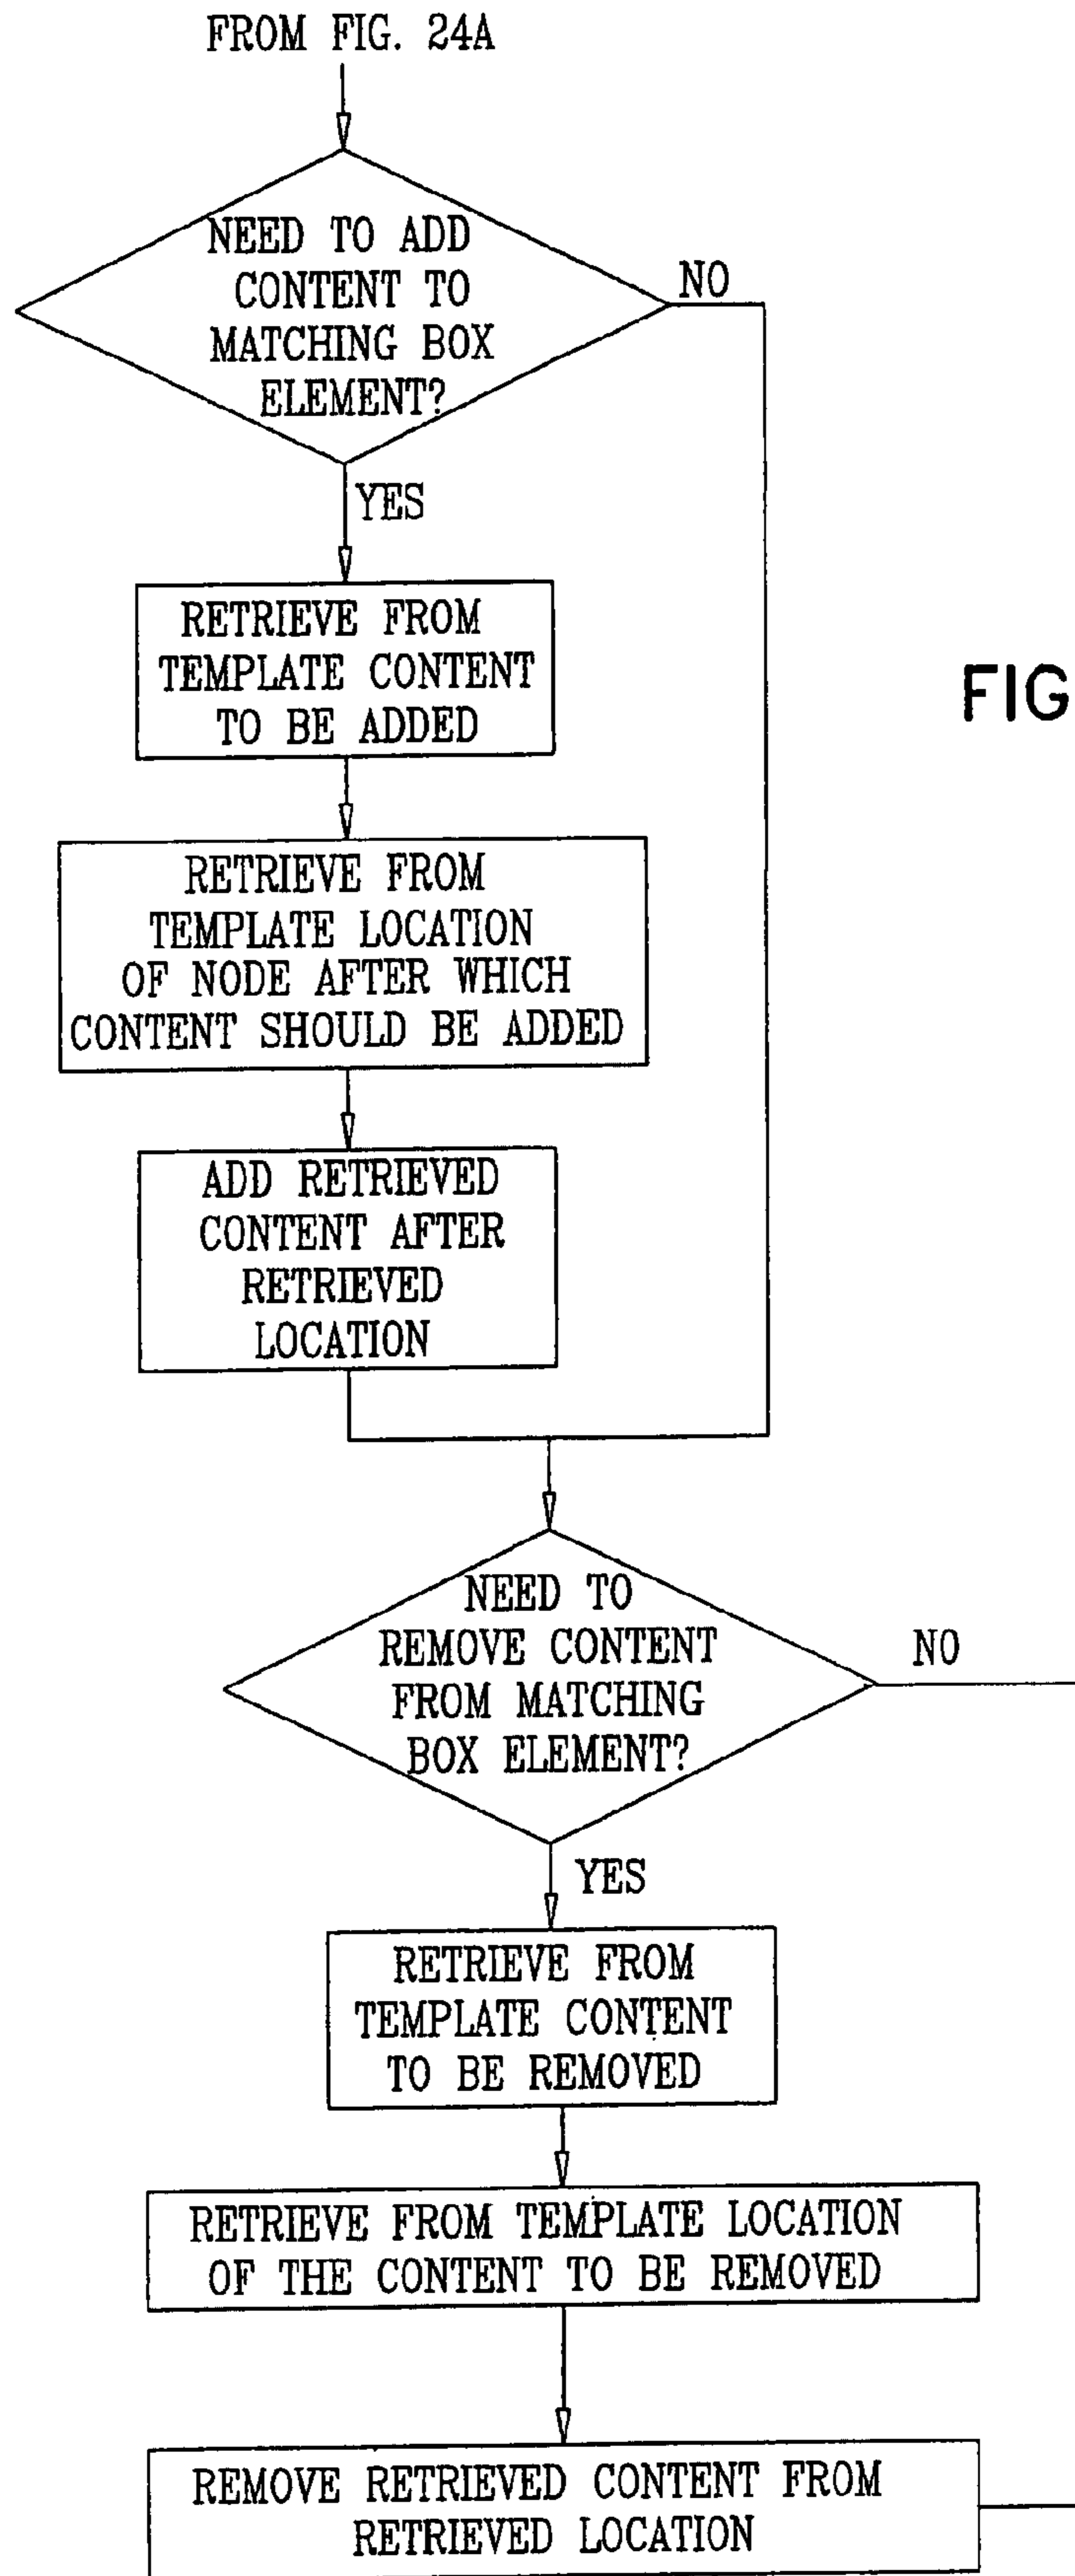 FROM FIG. 24A
NEED TO ADD
CONTENT TO
MATCHING BOX
ELEMENT?
NO
YES
RETRIEVE FROM
TEMPLATE CONTENT
TO BE ADDED
FIG
RETRIEVE FROM
TEMPLATE LOCATION
OF NODE AFTER WHICH
CONTENT SHOULD BE ADDED
ADD RETRIEVED
CONTENT AFTER
RETRIEVED
LOCATION
NEED TO
REMOVE CONTENT
FROM MATCHING
BOX ELEMENT?
NO
YES
RETRIEVE FROM
TEMPLATE CONTENT
TO BE REMOVED
RETRIEVE FROM TEMPLATE LOCATION
OF THE CONTENT TO BE REMOVED
REMOVE RETRIEVED CONTENT FROM
RETRIEVED LOCATION